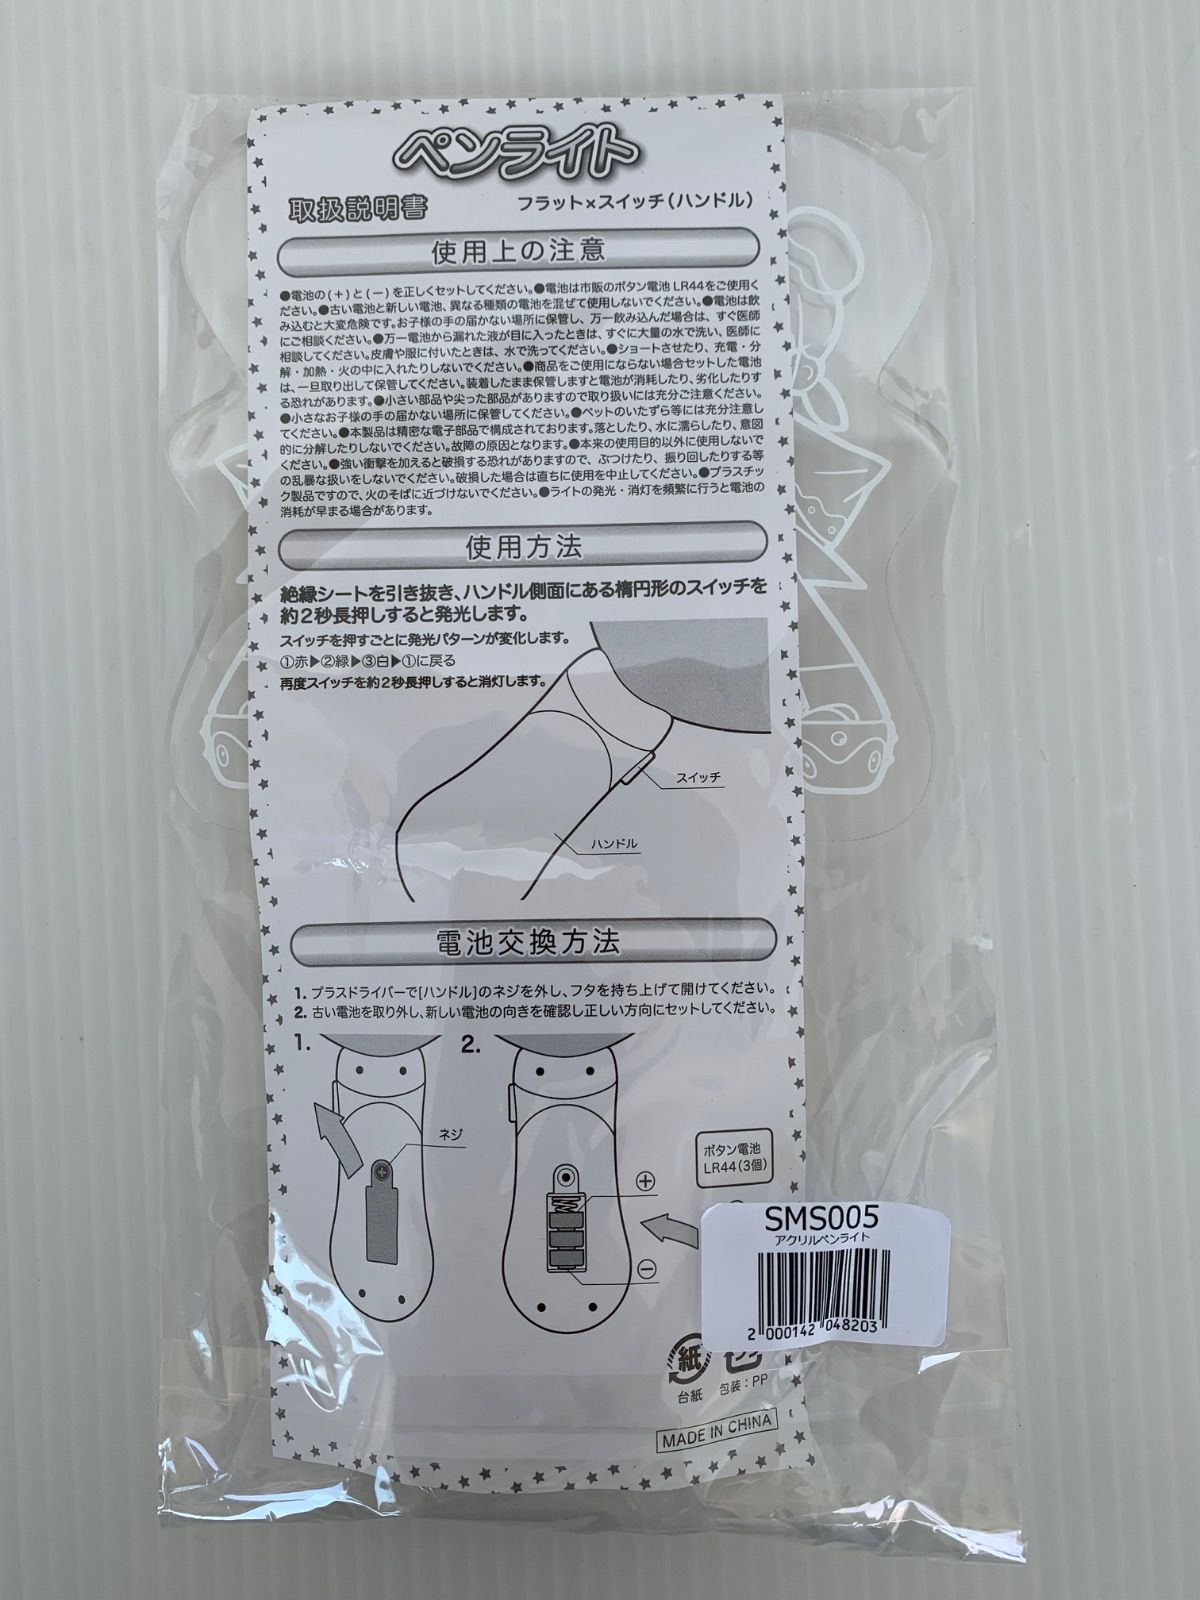 ペンライト
取扱説明書 フラット×スイッチ(ハンドル)
使用上の注意
●電池の(+)と(−)を正しくセットしてください。●電池は市販のボタン電池 LR44をご使用く
ださい。●古い電池と新しい電池、異なる種類の電池を混ぜて使用しないでください。●電池は飲
み込むと大変危険です。お子様の手の届かない場所に保管し、万一飲み込んだ場合は、すぐ医師
にご相談ください。●万一電池から漏れた液が目に入ったときは、すぐに大量の水で洗い、医師に
相談してください。皮膚や服に付いたときは、水で洗ってください。●ショートさせたり、充電・分
解・加熱・火の中に入れたりしないでください。●商品をご使用にならない場合セットした電池
は、一旦取り出して保管してください。装着したまま保管しますと電池が消耗したり、劣化したりす
る恐れがあります。●小さい部品や尖った部品がありますので取り扱いには充分ご注意ください。
●小さなお子様の手の届かない場所に保管してください。●ペットのいたずら等には充分注意し
てください。●本製品は精密な電子部品で構成されております。落としたり、水に濡らしたり、意図
的に分解したりしないでください。故障の原因となります。●本来の使用目的以外に使用しないで
ください。●強い衝撃を加えると破損する恐れがありますので、ぶつけたり、振り回したりする等
の乱暴な扱いをしないでください。破損した場合は直ちに使用を中止してください。●プラスチッ
ク製品ですので、火のそばに近づけないでください。●ライトの発光・消灯を頻繁に行うと電池の
消耗が早まる場合があります。
使用方法
絶縁シートを引き抜き、ハンドル側面にある楕円形のスイッチを
約2秒長押しすると発光します。
スイッチを押すごとに発光パターンが変化します。
①赤▶②緑▶③白▶①に戻る
再度スイッチを約2秒長押しすると消灯します。
スイッチ
ハンドル
電池交換方法
1. プラスドライバーで[ハンドル]のネジを外し、フタを持ち上げて開けてください。
2. 古い電池を取り外し、新しい電池の向きを確認し正しい方向にセットしてください。
1. 2.
ネジ
ボタン電池
LR44(3個)
⊕
⊖
SMS005
アクリルペンライト
2 000142 048203
紙
台紙 包装:PP
MADE IN CHINA